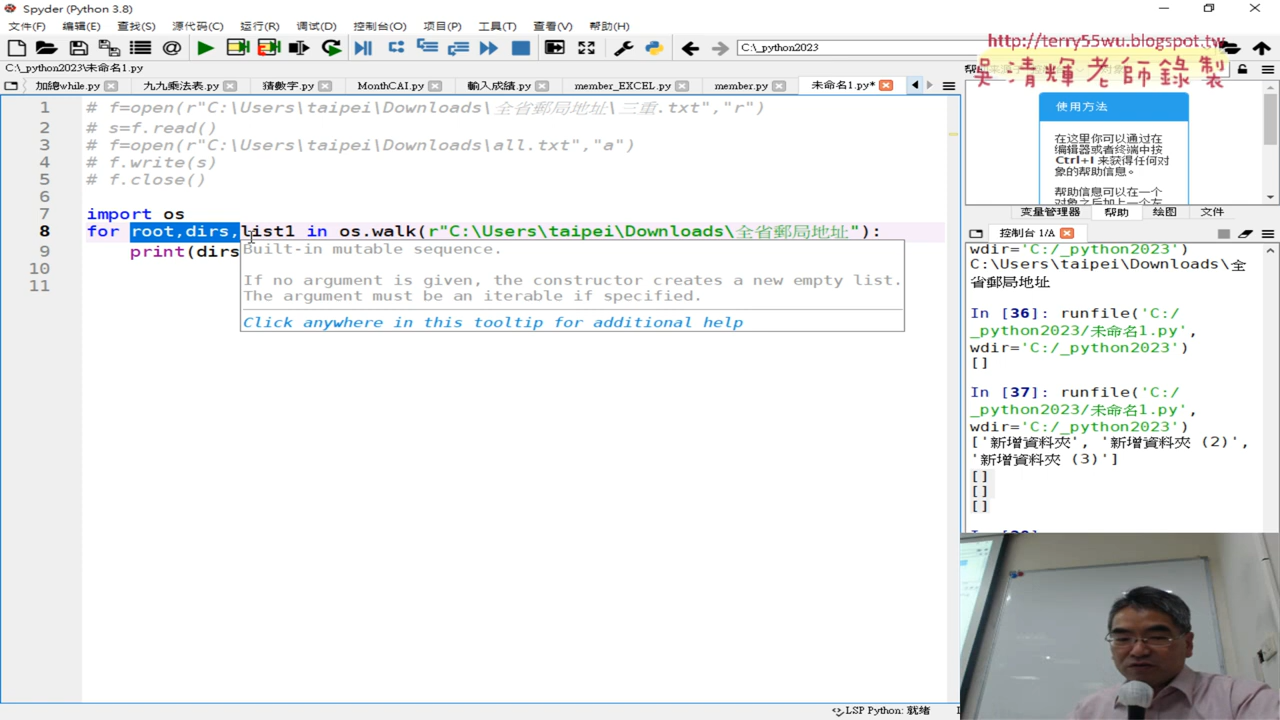 Spyder (Python 3.8)
文件(F) 编辑(E) 查找(S) 源代码(C) 运行(R) 调试(D) 控制台(O) 项目(P) 工具(T) 查看(V) 帮助(H)
C:\_python2023
http://terry55wu.blogspot.tw
吳清輝老師錄製
C:\_python2023\未命名1.py
加總while.py 九九乘法表.py 猜數字.py MonthCAI.py 輸入成績.py member_EXCEL.py member.py 未命名1.py*
1 # f=open(r"C:\Users\taipei\Downloads\全省郵局地址\三重.txt","r")
2 # s=f.read()
3 # f=open(r"C:\Users\taipei\Downloads\all.txt","a")
4 # f.write(s)
5 # f.close()
6
7 import os
8 for root,dirs,list1 in os.walk(r"C:\Users\taipei\Downloads\全省郵局地址"):
9 print(dirs
10
11
Built-in mutable sequence.
If no argument is given, the constructor creates a new empty list.
The argument must be an iterable if specified.
Click anywhere in this tooltip for additional help
使用方法
在这里你可以通过在
编辑器或者终端中按
Ctrl+I 来获得任何对
象的帮助信息。
帮助信息可以在一个
对象之后加上一个左
变量管理器 帮助 绘图 文件
控制台 1/A
wdir='C:/_python2023')
C:\Users\taipei\Downloads\全
省郵局地址
In [36]: runfile('C:/
_python2023/未命名1.py',
wdir='C:/_python2023')
[]
In [37]: runfile('C:/
_python2023/未命名1.py',
wdir='C:/_python2023')
['新增資料夾', '新增資料夾 (2)',
'新增資料夾 (3)']
[]
[]
[]
LSP Python: 就绪